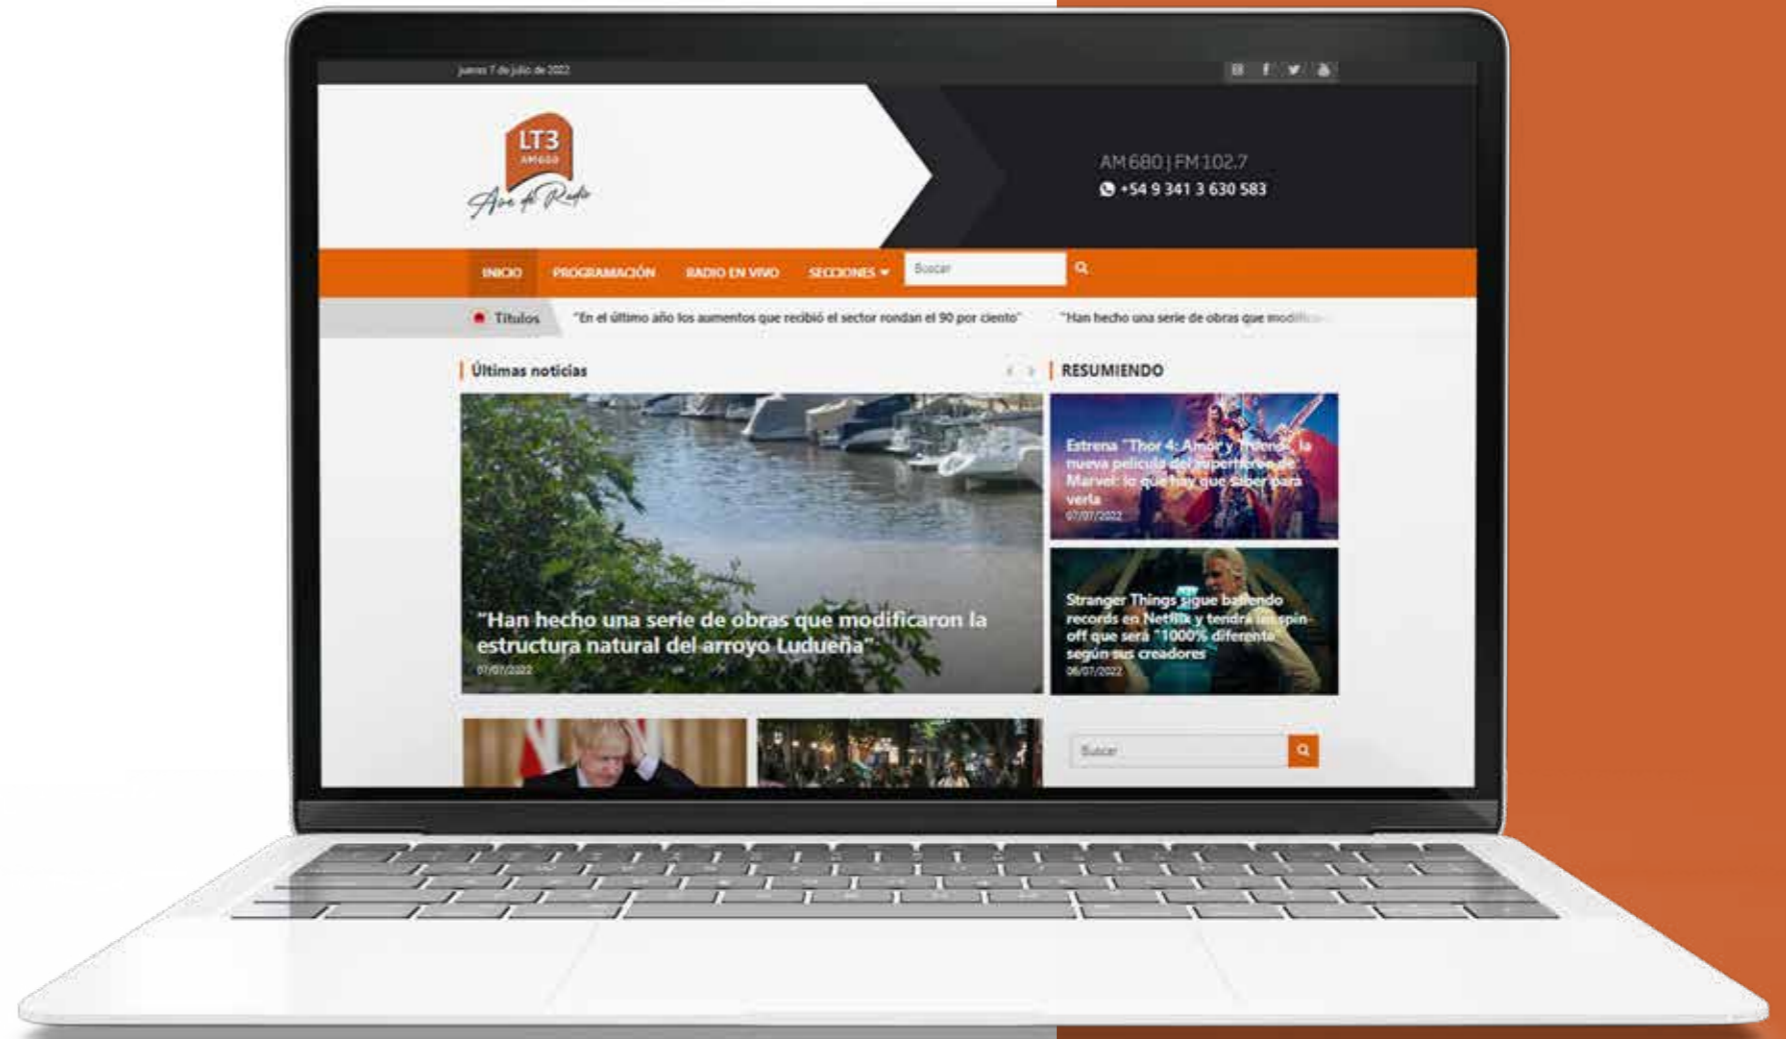 jueves 7 de julio de 2022
LT3
AM680
Ave de Radio
AM 680 | FM 102.7
+54 9 341 3 630 583
INICIO PROGRAMACIÓN RADIO EN VIVO SECCIONES Buscar
Títulos "En el último año los aumentos que recibió el sector rondan el 90 por ciento" "Han hecho una serie de obras que
Últimas noticias
"Han hecho una serie de obras que modificaron la
estructura natural del arroyo Ludueña"
07/07/2022
RESUMIENDO
Estrena "Thor 4: Amor y Trueno", la
nueva película del superhéroe de
Marvel: lo que hay que saber para
verla
07/07/2022
Stranger Things sigue batiendo
records en Netflix y tendrá un spin-
off que será "1000% diferente"
según sus creadores
06/07/2022
Buscar